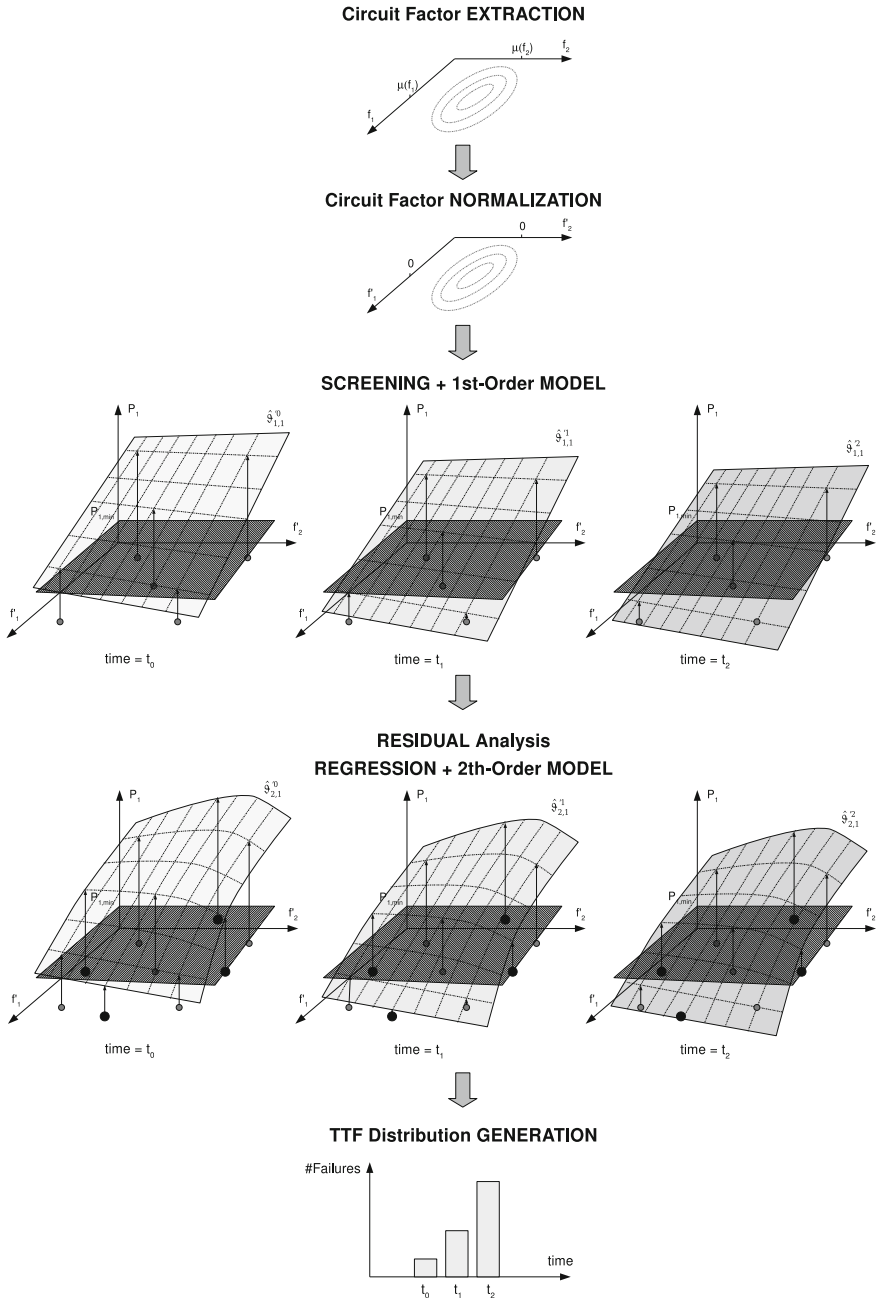 Circuit Factor EXTRACTION
μ(f2)
f2
μ(f1)
f1
Circuit Factor NORMALIZATION
0
f'2
0
f'1
SCREENING + 1st-Order MODEL
P1
ϑ̂'0 1,1
P1,min
f'2
f'1
time = t0
P1
ϑ̂'1 1,1
P1,min
f'2
f'1
time = t1
P1
ϑ̂'2 1,1
P1,min
f'2
f'1
time = t2
RESIDUAL Analysis
REGRESSION + 2th-Order MODEL
P1
ϑ̂'0 2,1
P1,min
f'2
f'1
time = t0
P1
ϑ̂'1 2,1
P1,min
f'2
f'1
time = t1
P1
ϑ̂'2 2,1
P1,min
f'2
f'1
time = t2
TTF Distribution GENERATION
#Failures
time
t0 t1 t2